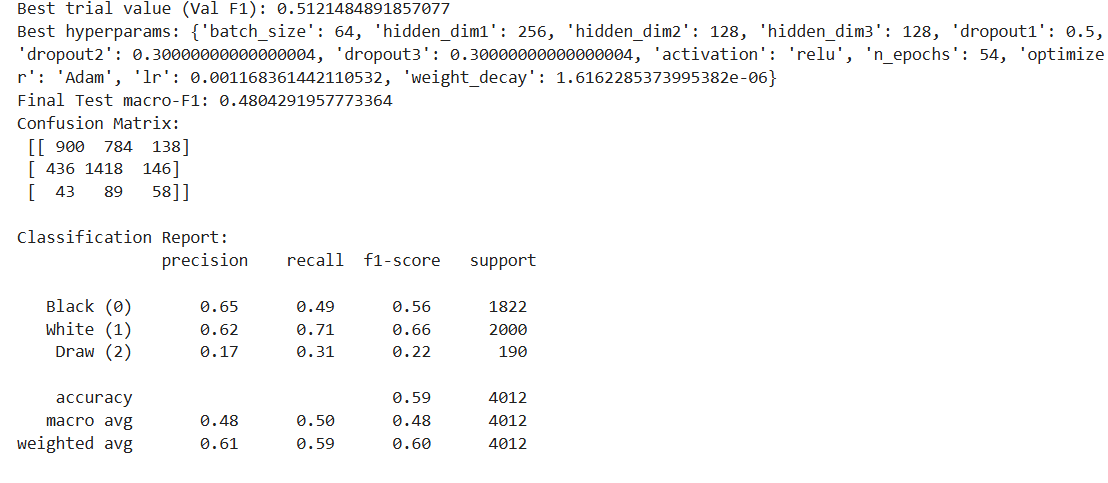 Best trial value (Val F1): 0.5121484891857077
Best hyperparams: {'batch_size': 64, 'hidden_dim1': 256, 'hidden_dim2': 128, 'hidden_dim3': 128, 'dropout1': 0.5,
'dropout2': 0.30000000000000004, 'dropout3': 0.30000000000000004, 'activation': 'relu', 'n_epochs': 54, 'optimize
r': 'Adam', 'lr': 0.001168361442110532, 'weight_decay': 1.6162285373995382e-06}
Final Test macro-F1: 0.4804291957773364
Confusion Matrix:
[[ 900  784  138]
[ 436 1418  146]
[  43   89   58]]
Classification Report:
precision    recall  f1-score   support
Black (0)       0.65      0.49      0.56      1822
White (1)       0.62      0.71      0.66      2000
Draw (2)       0.17      0.31      0.22       190
accuracy                           0.59      4012
macro avg       0.48      0.50      0.48      4012
weighted avg       0.61      0.59      0.60      4012